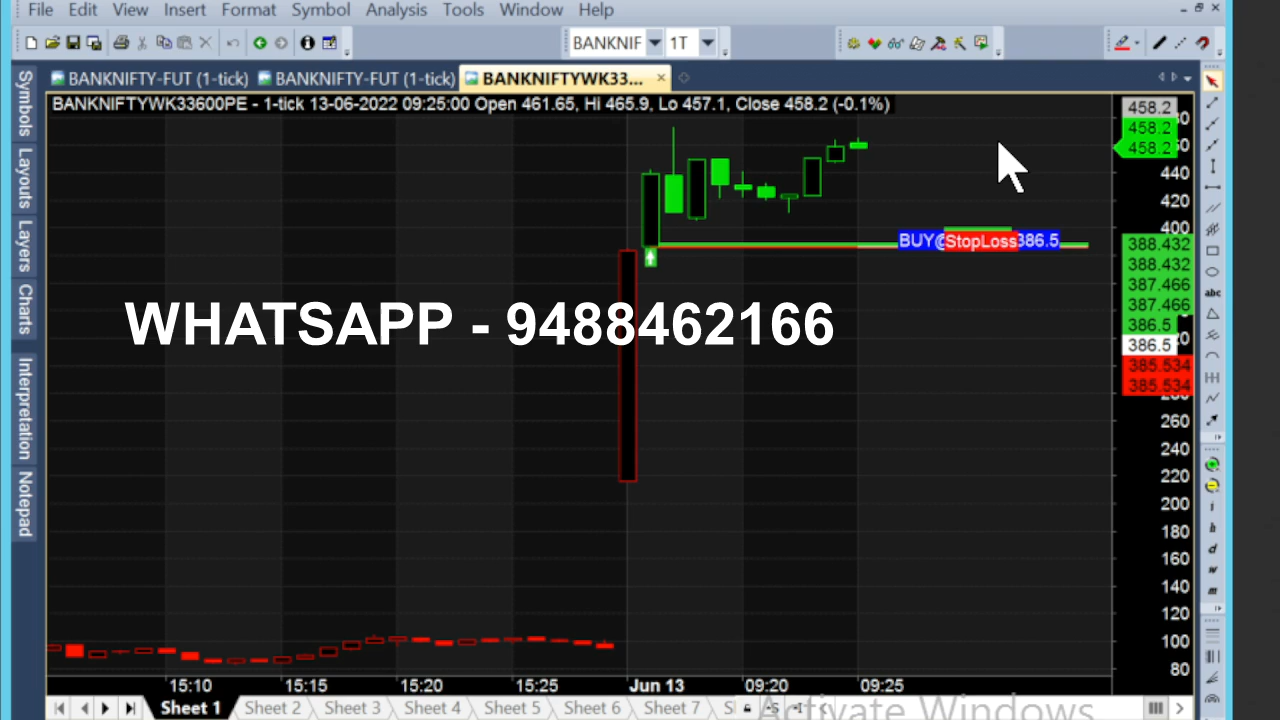 File Edit View Insert Format Symbol Analysis Tools Window Help
BANKNIF 1T
BANKNIFTY-FUT (1-tick) BANKNIFTY-FUT (1-tick) BANKNIFTYWK33...
BANKNIFTYWK33600PE - 1-tick 13-06-2022 09:25:00 Open 461.65, Hi 465.9, Lo 457.1, Close 458.2 (-0.1%)
Symbols
Layouts
Layers
Charts
Interpretation
Notepad
458.2
458.2
458.2
440
420
400
BUY@ StopLoss 386.5
388.432
388.432
387.466
387.466
386.5
386.5
385.534
385.534
WHATSAPP - 9488462166
260
240
220
200
180
160
140
120
100
80
abc
i
h
d
w
m
15:10 15:15 15:20 15:25 Jun 13 09:20 09:25
Sheet 1 Sheet 2 Sheet 3 Sheet 4 Sheet 5 Sheet 6 Sheet 7 S
Activate Windows